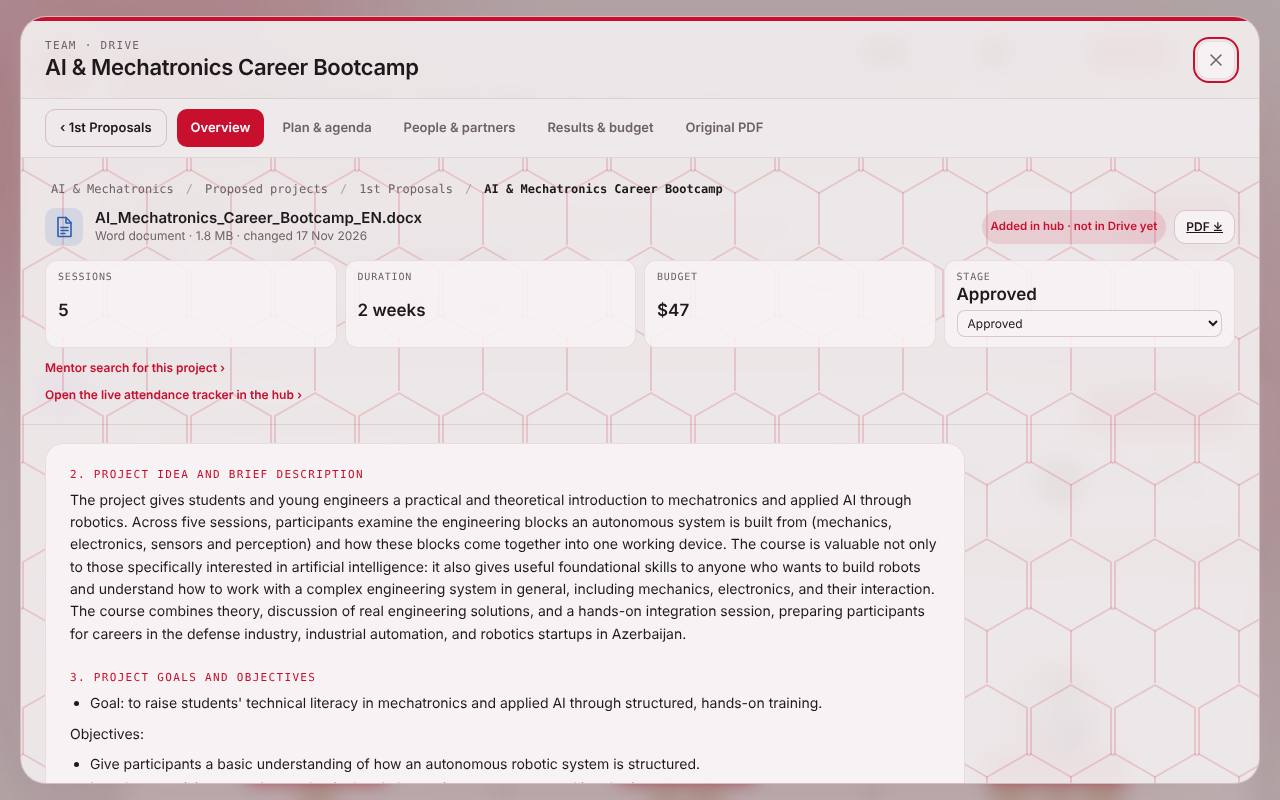 TEAM · DRIVE
AI & Mechatronics Career Bootcamp
‹ 1st Proposals
Overview
Plan & agenda
People & partners
Results & budget
Original PDF
AI & Mechatronics / Proposed projects / 1st Proposals / AI & Mechatronics Career Bootcamp
AI_Mechatronics_Career_Bootcamp_EN.docx
Word document · 1.8 MB · changed 17 Nov 2026
Added in hub · not in Drive yet
PDF ↓
SESSIONS
5
DURATION
2 weeks
BUDGET
$47
STAGE
Approved
Approved
Mentor search for this project ›
Open the live attendance tracker in the hub ›
2. PROJECT IDEA AND BRIEF DESCRIPTION
The project gives students and young engineers a practical and theoretical introduction to mechatronics and applied AI through
robotics. Across five sessions, participants examine the engineering blocks an autonomous system is built from (mechanics,
electronics, sensors and perception) and how these blocks come together into one working device. The course is valuable not only
to those specifically interested in artificial intelligence: it also gives useful foundational skills to anyone who wants to build robots
and understand how to work with a complex engineering system in general, including mechanics, electronics, and their interaction.
The course combines theory, discussion of real engineering solutions, and a hands-on integration session, preparing participants
for careers in the defense industry, industrial automation, and robotics startups in Azerbaijan.
3. PROJECT GOALS AND OBJECTIVES
• Goal: to raise students' technical literacy in mechatronics and applied AI through structured, hands-on training.
Objectives:
• Give participants a basic understanding of how an autonomous robotic system is structured.